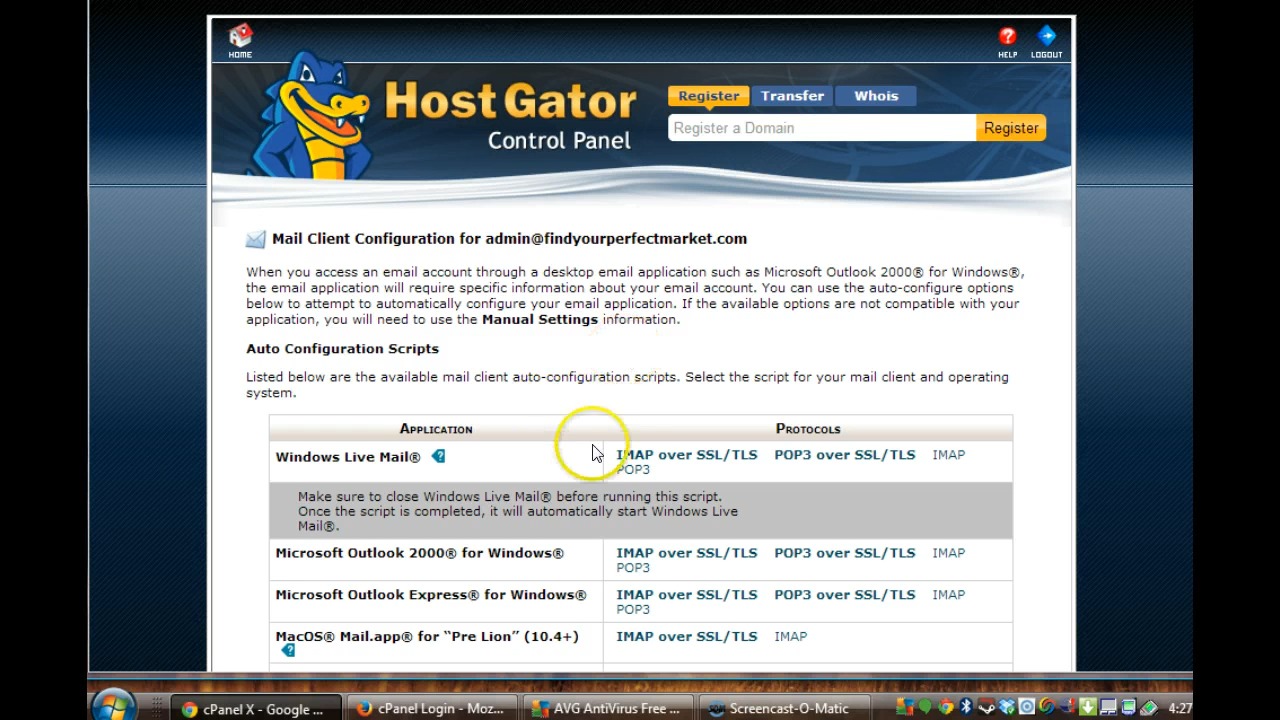 HOME
HELP LOGOUT
HostGator
Control Panel
Register Transfer Whois
Register a Domain Register
Mail Client Configuration for admin@findyourperfectmarket.com
When you access an email account through a desktop email application such as Microsoft Outlook 2000® for Windows®,
the email application will require specific information about your email account. You can use the auto-configure options
below to attempt to automatically configure your email application. If the available options are not compatible with your
application, you will need to use the Manual Settings information.
Auto Configuration Scripts
Listed below are the available mail client auto-configuration scripts. Select the script for your mail client and operating
system.
APPLICATION PROTOCOLS
Windows Live Mail® ? IMAP over SSL/TLS POP3 over SSL/TLS IMAP
POP3
Make sure to close Windows Live Mail® before running this script.
Once the script is completed, it will automatically start Windows Live
Mail®.
Microsoft Outlook 2000® for Windows® IMAP over SSL/TLS POP3 over SSL/TLS IMAP
POP3
Microsoft Outlook Express® for Windows® IMAP over SSL/TLS POP3 over SSL/TLS IMAP
POP3
MacOS® Mail.app® for “Pre Lion” (10.4+) IMAP over SSL/TLS IMAP
?
cPanel X - Google ... cPanel Login - Moz... AVG AntiVirus Free ... Screencast-O-Matic 4:27